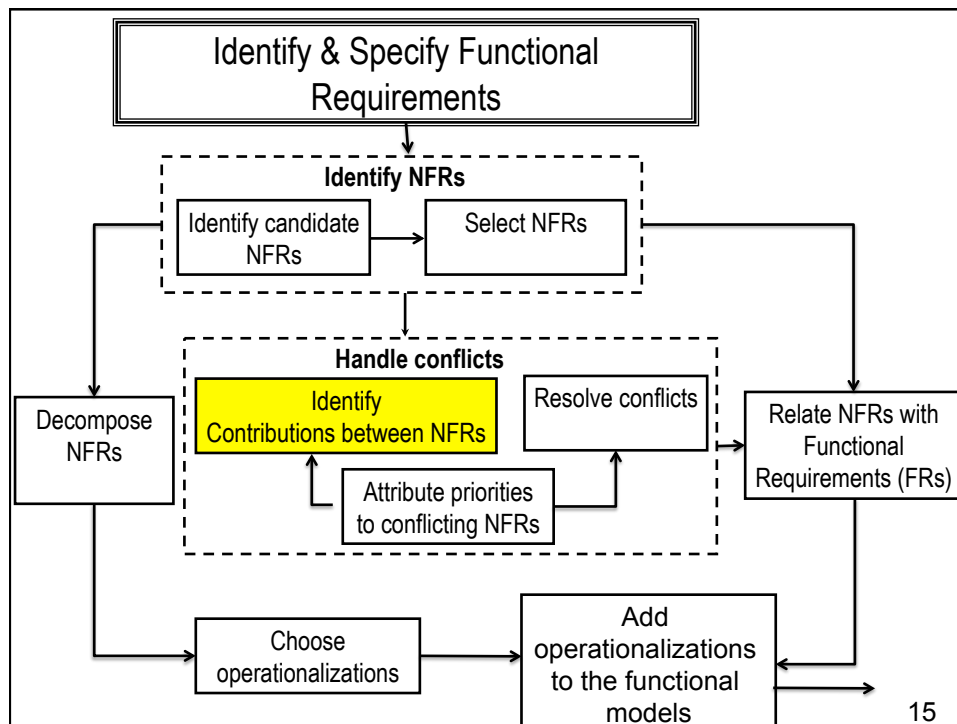 Identify & Specify Functional
Requirements
Identify NFRs
Identify candidate
NFRs
Select NFRs
Handle conflicts
Identify
Contributions between NFRs
Resolve conflicts
Attribute priorities
to conflicting NFRs
Decompose
NFRs
Relate NFRs with
Functional
Requirements (FRs)
Choose
operationalizations
Add
operationalizations
to the functional
models
15